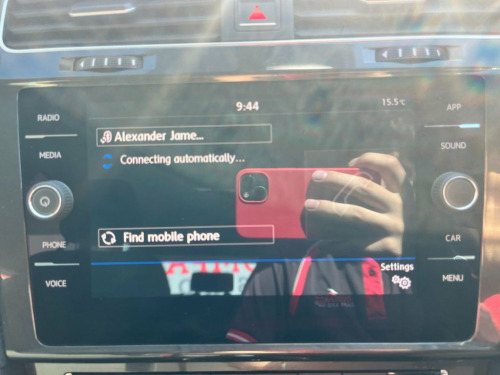 9:44
15.5°C
RADIO
MEDIA
PHONE
VOICE
Alexander Jame...
Connecting automatically...
Find mobile phone
Settings
APP
SOUND
CAR
MENU